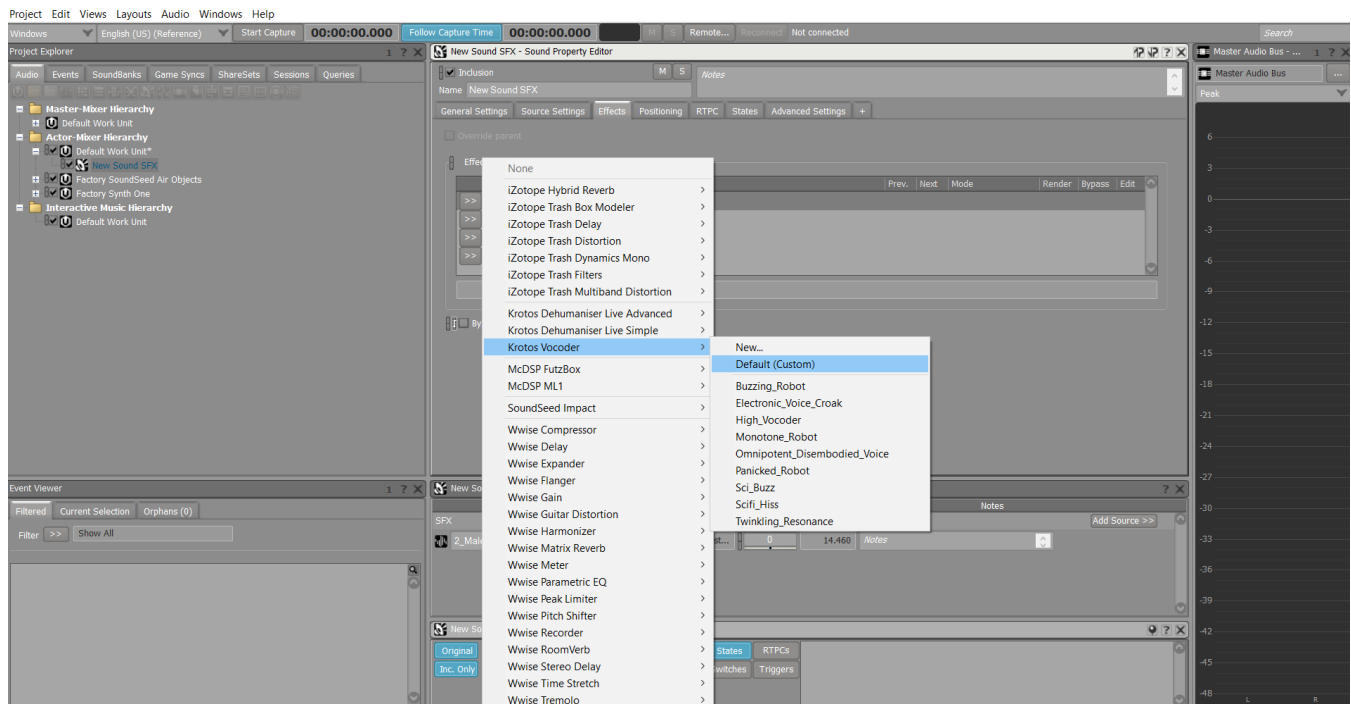 Project Edit Views Layouts Audio Windows Help
Windows English (US) (Reference) Start Capture 00:00:00.000 Follow Capture Time 00:00:00.000 M S Remote... Reconnect Not connected Search
Project Explorer 1 ? X
Audio Events SoundBanks Game Syncs ShareSets Sessions Queries
Master-Mixer Hierarchy
Default Work Unit
Actor-Mixer Hierarchy
Default Work Unit*
New Sound SFX
Factory SoundSeed Air Objects
Factory Synth One
Interactive Music Hierarchy
Default Work Unit
Event Viewer 1 ? X
Filtered Current Selection Orphans (0)
Filter >> Show All
New Sound SFX - Sound Property Editor ? X
Inclusion M S Notes
Name New Sound SFX
General Settings Source Settings Effects Positioning RTPC States Advanced Settings +
Override parent
Effe
Prev. Next Mode Render Bypass Edit
>>
>>
>>
>>
By
None
iZotope Hybrid Reverb
iZotope Trash Box Modeler
iZotope Trash Delay
iZotope Trash Distortion
iZotope Trash Dynamics Mono
iZotope Trash Filters
iZotope Trash Multiband Distortion
Krotos Dehumaniser Live Advanced
Krotos Dehumaniser Live Simple
Krotos Vocoder
McDSP FutzBox
McDSP ML1
SoundSeed Impact
Wwise Compressor
Wwise Delay
Wwise Expander
Wwise Flanger
Wwise Gain
Wwise Guitar Distortion
Wwise Harmonizer
Wwise Matrix Reverb
Wwise Meter
Wwise Parametric EQ
Wwise Peak Limiter
Wwise Pitch Shifter
Wwise Recorder
Wwise RoomVerb
Wwise Stereo Delay
Wwise Time Stretch
Wwise Tremolo
New...
Default (Custom)
Buzzing_Robot
Electronic_Voice_Croak
High_Vocoder
Monotone_Robot
Omnipotent_Disembodied_Voice
Panicked_Robot
Sci_Buzz
Scifi_Hiss
Twinkling_Resonance
New So ? X
Notes
SFX Add Source >>
2_Male st... 0 14.460 Notes
New So ? X
Original States RTPCs
Inc. Only witches Triggers
Master Audio Bus - ... 1 ? X
Master Audio Bus ...
Peak
6
3
0
-3
-6
-9
-12
-15
-18
-21
-24
-27
-30
-33
-36
-39
-42
-45
-48
L R